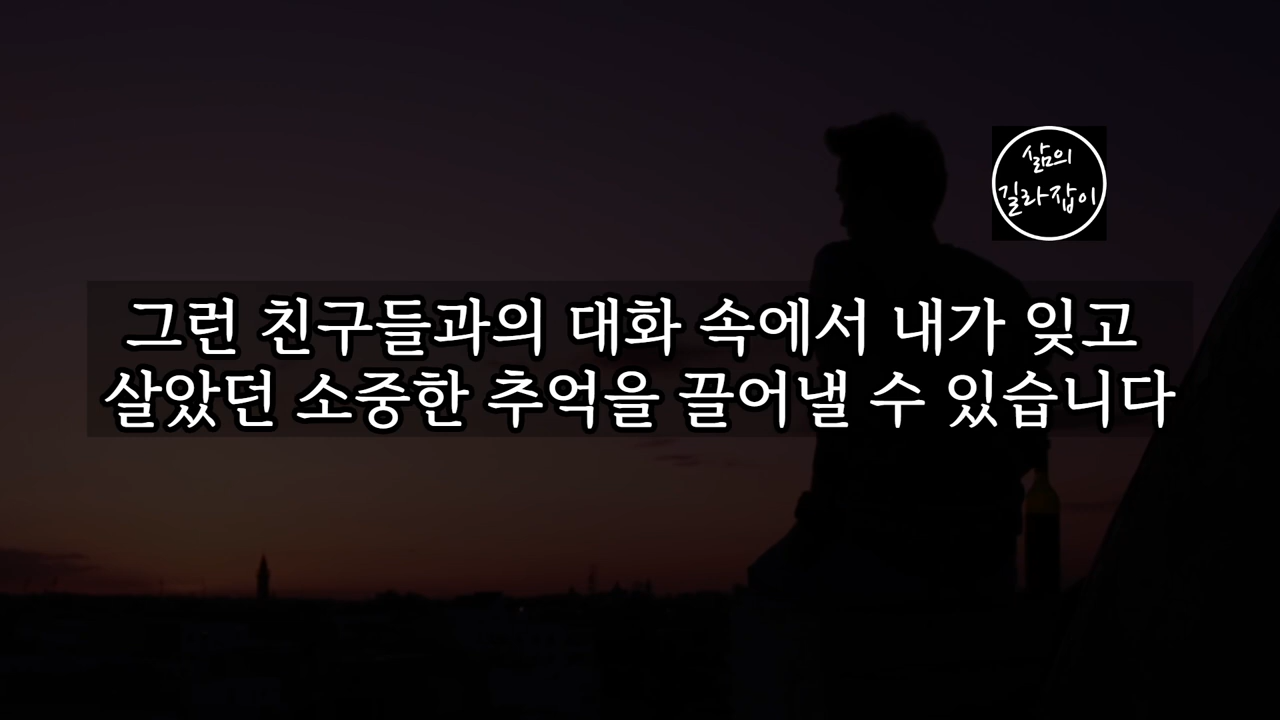 삶의
길라잡이
그런 친구들과의 대화 속에서 내가 잊고
살았던 소중한 추억을 끌어낼 수 있습니다